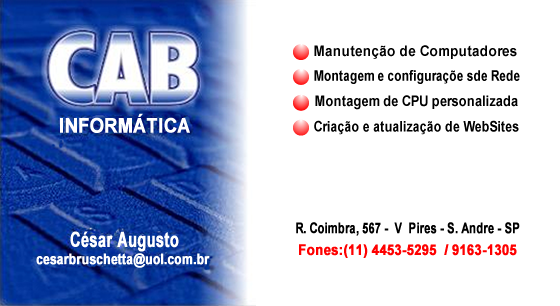 CAB
INFORMÁTICA
César Augusto
cesarbruschetta@uol.com.br
Manutenção de Computadores
Montagem e configuraçõe sde Rede
Montagem de CPU personalizada
Criação e atualização de WebSites
R. Coimbra, 567 - V Pires - S. Andre - SP
Fones:(11) 4453-5295 / 9163-1305